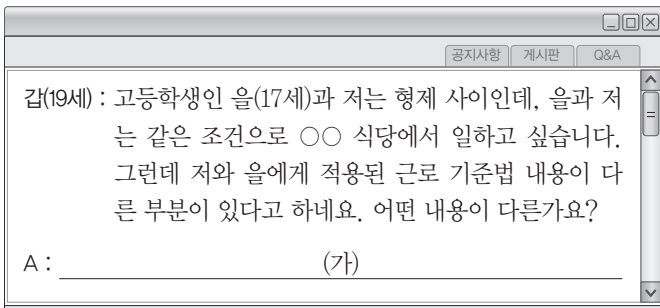 공지사항 게시판 Q&A
갑(19세) : 고등학생인 을(17세)과 저는 형제 사이인데, 을과 저
는 같은 조건으로 ○○ 식당에서 일하고 싶습니다.
그런데 저와 을에게 적용된 근로 기준법 내용이 다
른 부분이 있다고 하네요. 어떤 내용이 다른가요?
A : (가)